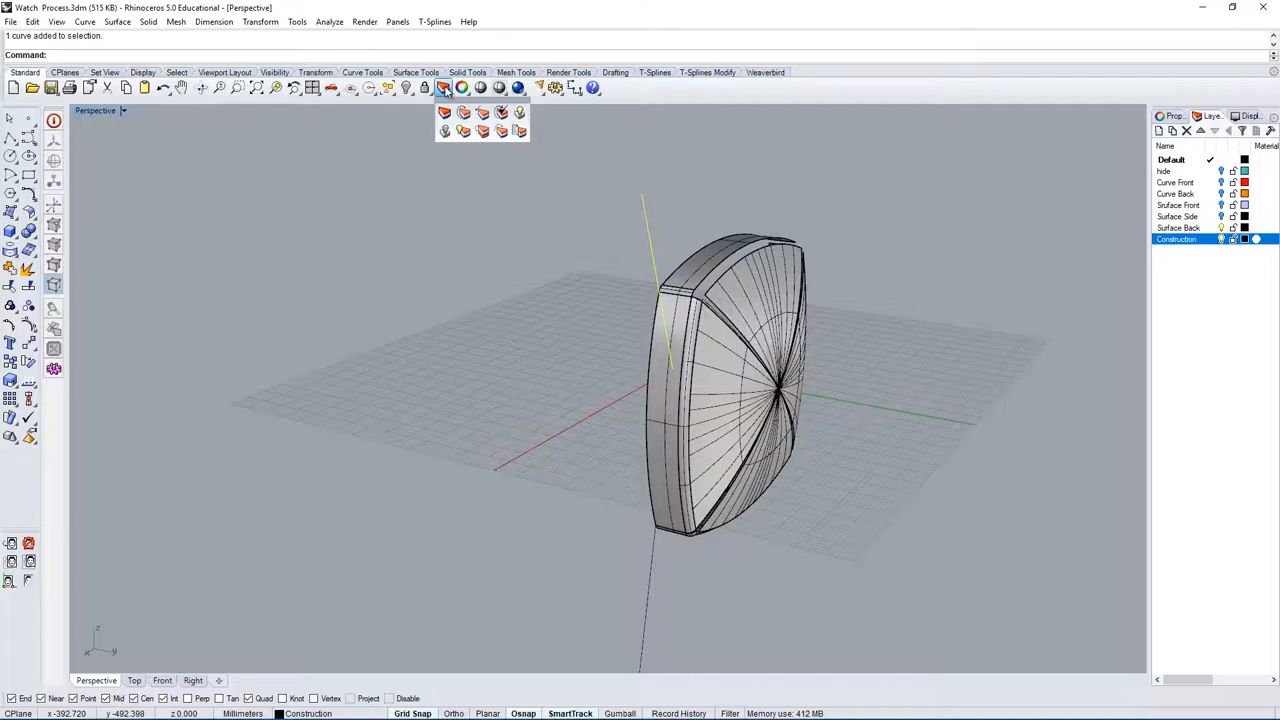 Watch_Process.3dm (515 KB) - Rhinoceros 5.0 Educational - [Perspective]
File Edit View Curve Surface Solid Mesh Dimension Transform Tools Analyze Render Panels T-Splines Help
1 curve added to selection.
Command:
Standard CPlanes Set View Display Select Viewport Layout Visibility Transform Curve Tools Surface Tools Solid Tools Mesh Tools Render Tools Drafting T-Splines T-Splines Modify Weaverbird
Perspective
Prop... Laye... Displ...
Name Material
Default
hide
Curve Front
Curve Back
Sruface Front
Surface Side
Surface Back
Construction
z
x y
Perspective Top Front Right
End Near Point Mid Cen Int Perp Tan Quad Knot Vertex Project Disable
CPlane x -392.720 y -492.398 z 0.000 Millimeters Construction Grid Snap Ortho Planar Osnap SmartTrack Gumball Record History Filter Memory use: 412 MB